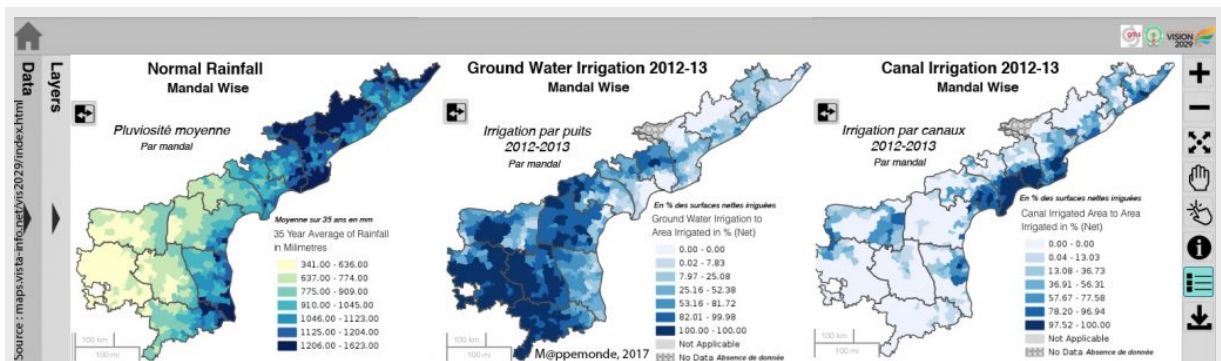 VISION
2029
Data
Layers
Source : maps.vista-info.net/vis2029/index.html
Normal Rainfall
Mandal Wise
Pluviosité moyenne
Par mandal
Moyenne sur 35 ans en mm
35 Year Average of Rainfall
in Milimetres
341.00 - 636.00
637.00 - 774.00
775.00 - 909.00
910.00 - 1045.00
1046.00 - 1123.00
1125.00 - 1204.00
1206.00 - 1623.00
100 km
100 mi
Ground Water Irrigation 2012-13
Mandal Wise
Irrigation par puits
2012-2013
Par mandal
En % des surfaces nettes irriguées
Ground Water Irrigation to
Area Irrigated in % (Net)
0.00 - 0.00
0.02 - 7.83
7.97 - 25.08
25.16 - 52.38
53.16 - 81.72
82.01 - 99.98
100.00 - 100.00
Not Applicable
No Data Absence de donnée
100 km
100 mi
M@ppemonde, 2017
Canal Irrigation 2012-13
Mandal Wise
Irrigation par canaux
2012-2013
Par mandal
En % des surfaces nettes irriguées
Canal Irrigated Area to Area
Irrigated in % (Net)
0.00 - 0.00
0.04 - 13.03
13.08 - 36.73
36.91 - 56.31
57.67 - 77.58
78.20 - 96.94
97.52 - 100.00
Not Applicable
No Data Absence de donnée
100 km
100 mi